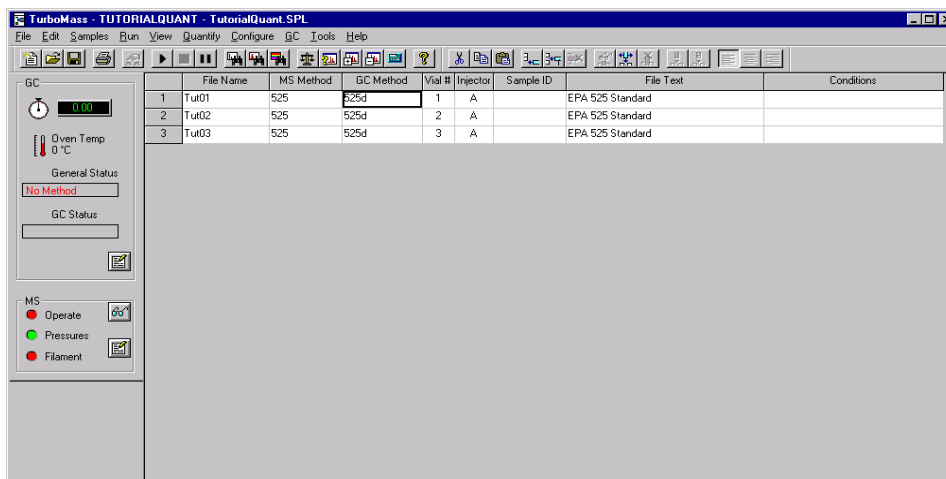 TurboMass - TUTORIALQUANT - TutorialQuant.SPL
File Edit Samples Run View Quantify Configure GC Tools Help
GC
0.00
Oven Temp
0 °C
General Status
No Method
GC Status
MS
Operate
Pressures
Filament
File Name MS Method GC Method Vial # Injector Sample ID File Text Conditions
1 Tut01 525 525d 1 A EPA 525 Standard
2 Tut02 525 525d 2 A EPA 525 Standard
3 Tut03 525 525d 3 A EPA 525 Standard